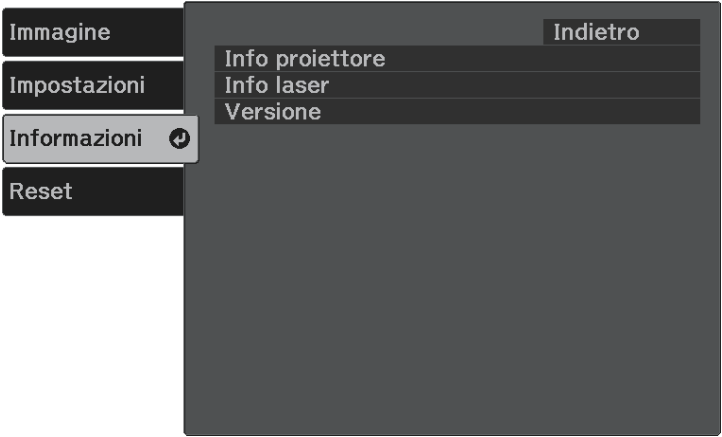 Immagine
Impostazioni
Informazioni
Reset
Indietro
Info proiettore
Info laser
Versione